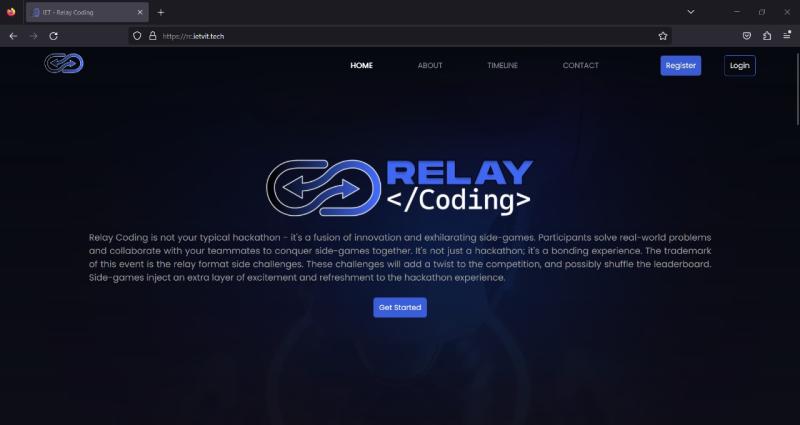 IET - Relay Coding
https://rc.ietvit.tech
HOME ABOUT TIMELINE CONTACT Register Login
RELAY
</Coding>
Relay Coding is not your typical hackathon - it's a fusion of innovation and exhilarating side-games. Participants solve real-world problems
and collaborate with your teammates to conquer side-games together. It's not just a hackathon; it's a bonding experience. The trademark
of this event is the relay format side challenges. These challenges will add a twist to the competition, and possibly shuffle the leaderboard.
Side-games inject an extra layer of excitement and refreshment to the hackathon experience.
Get Started